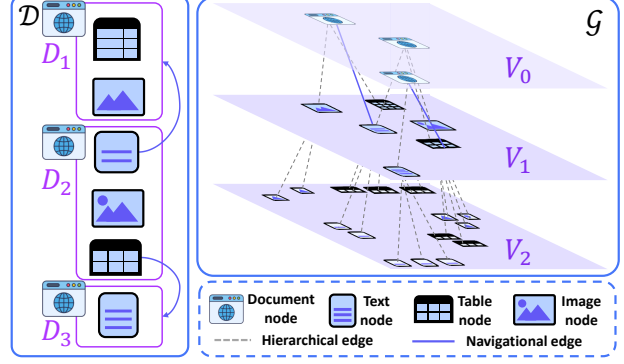 𝒟
D₁
D₂
D₃
𝒢
V₀
V₁
V₂
Document node
Text node
Table node
Image node
Hierarchical edge
Navigational edge